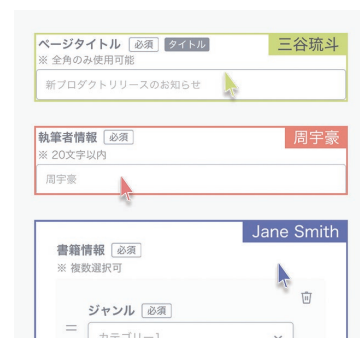 ページタイトル 必須 タイトル 三谷琉斗
※ 全角のみ使用可能
新プロダクトリリースのお知らせ
執筆者情報 必須 周宇豪
※ 20文字以内
周宇豪
Jane Smith
書籍情報 必須
※ 複数選択可
ジャンル 必須
カテゴリー1